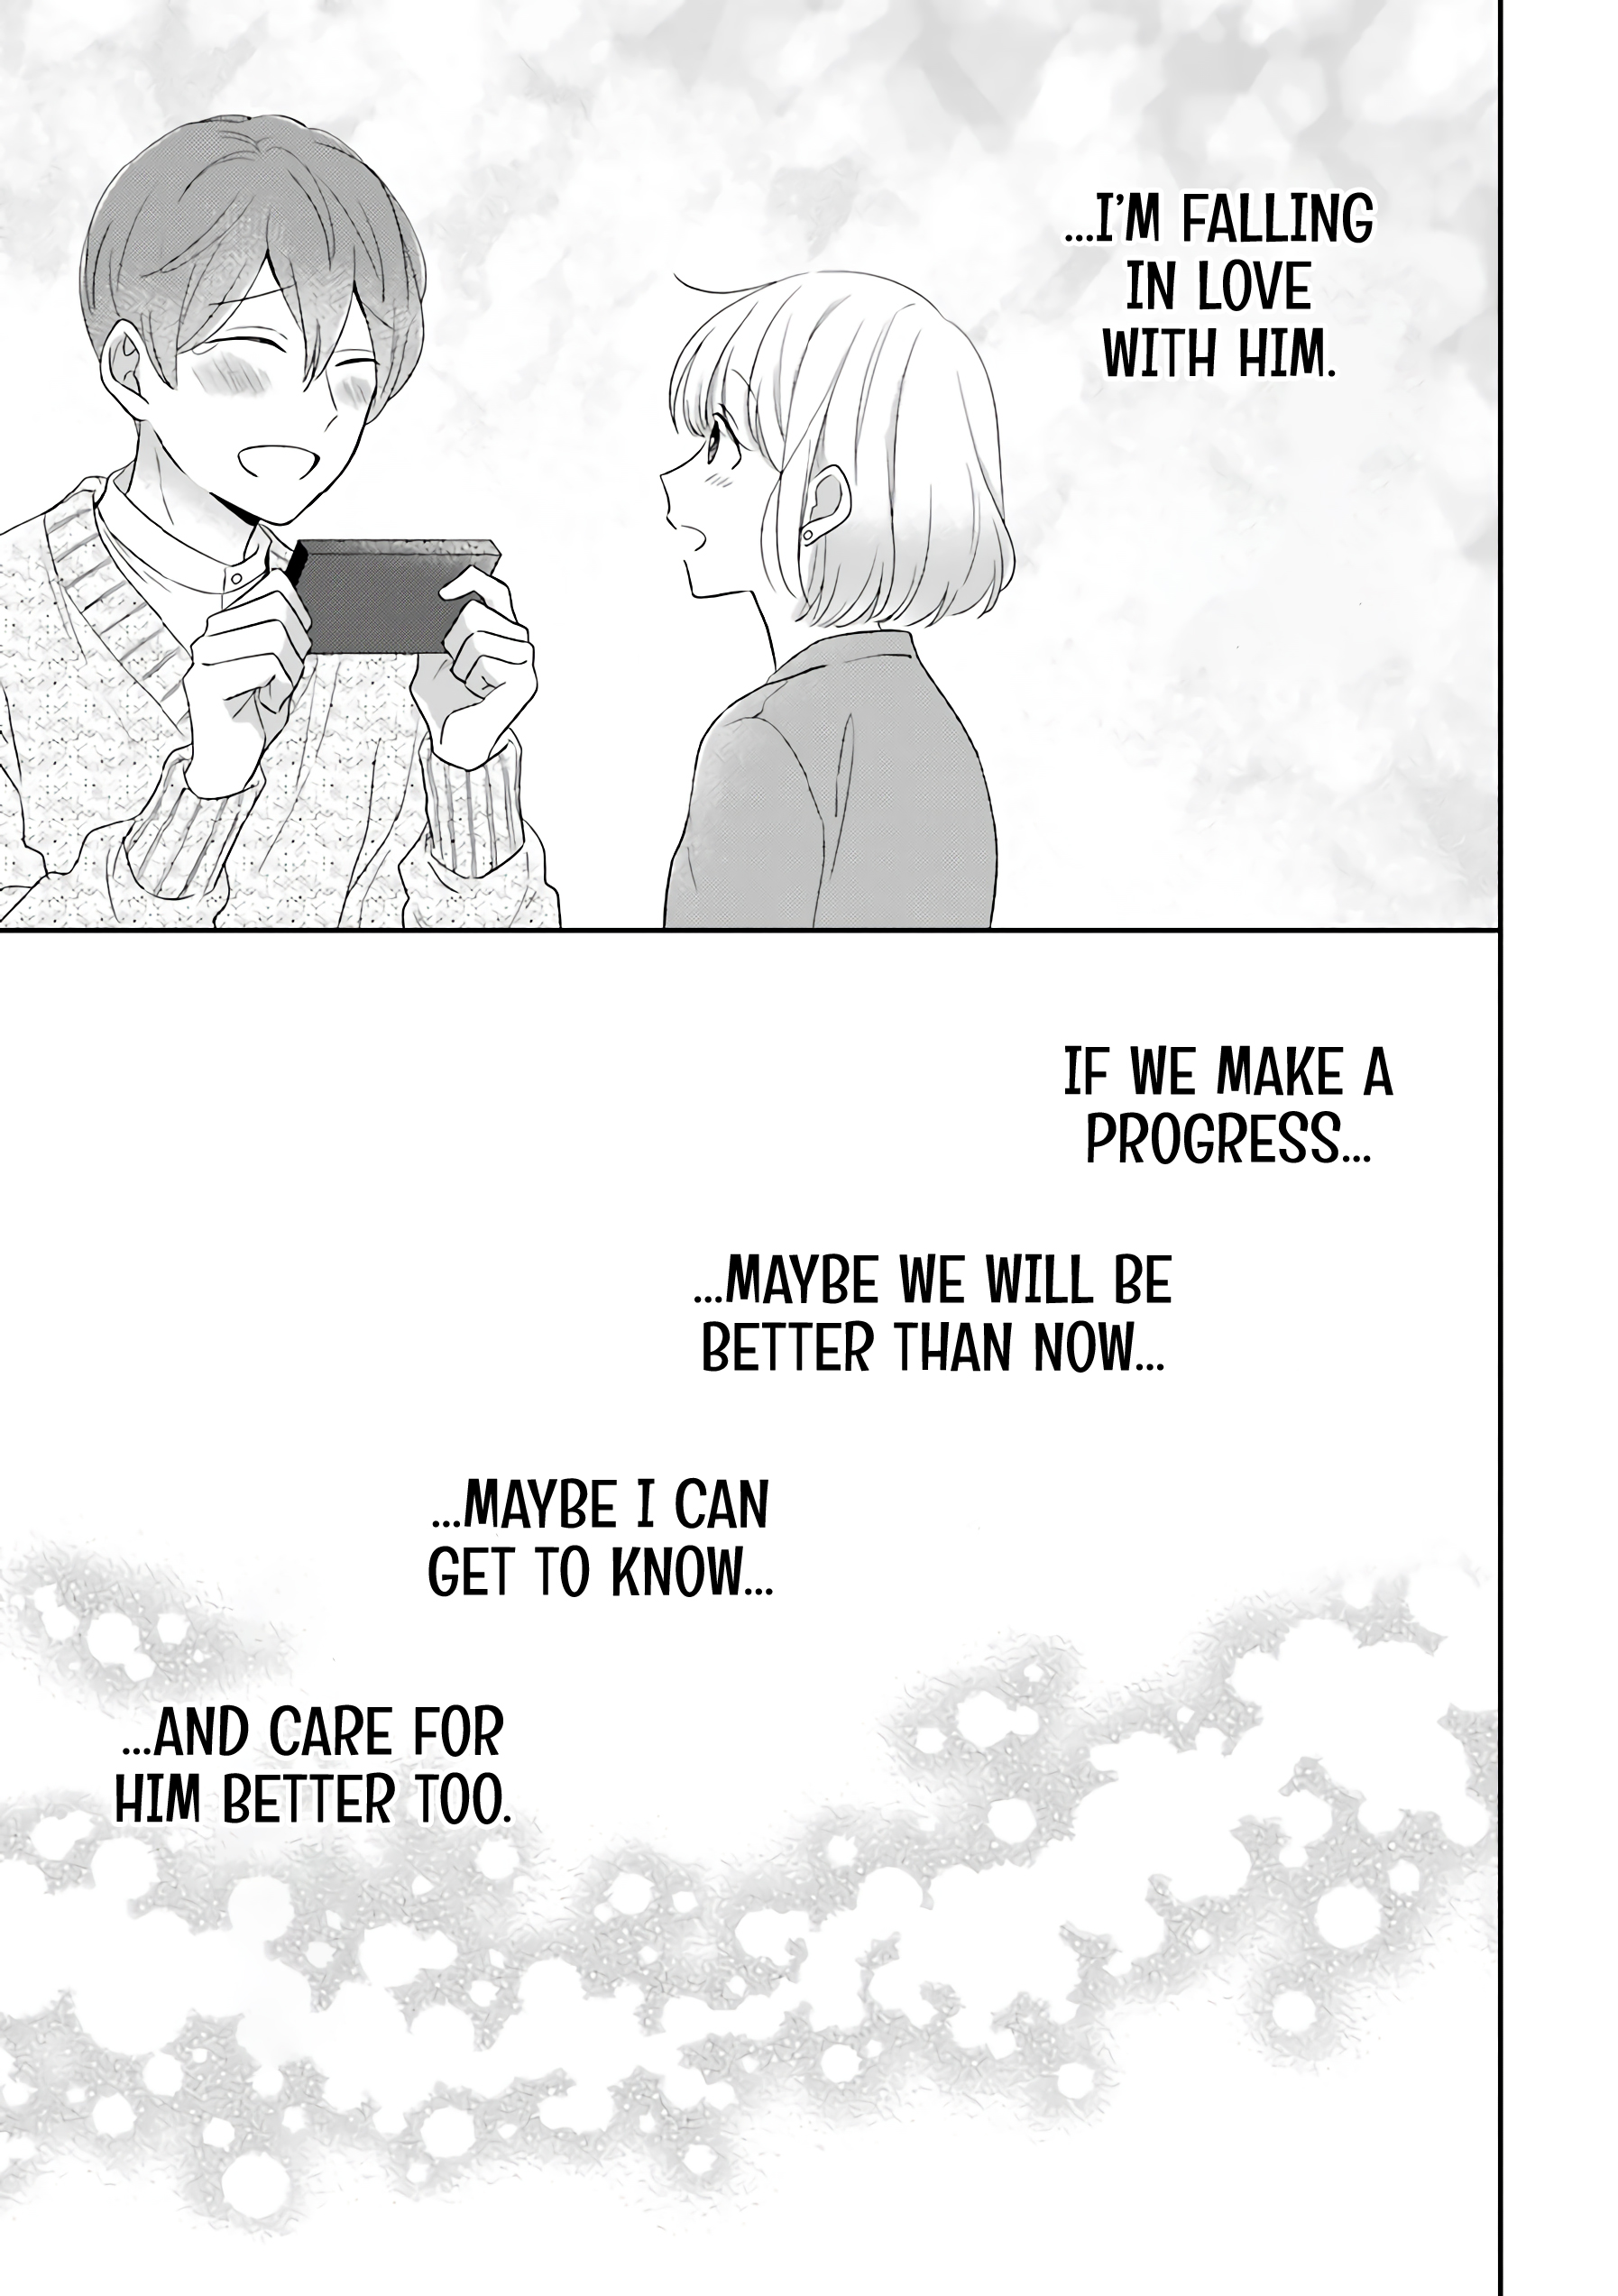 ...I'M FALLING
IN LOVE
WITH HIM.
IF WE MAKE A
PROGRESS...
...MAYBE WE WILL BE
BETTER THAN NOW...
...MAYBE I CAN
GET TO KNOW...
...AND CARE FOR
HIM BETTER TOO.